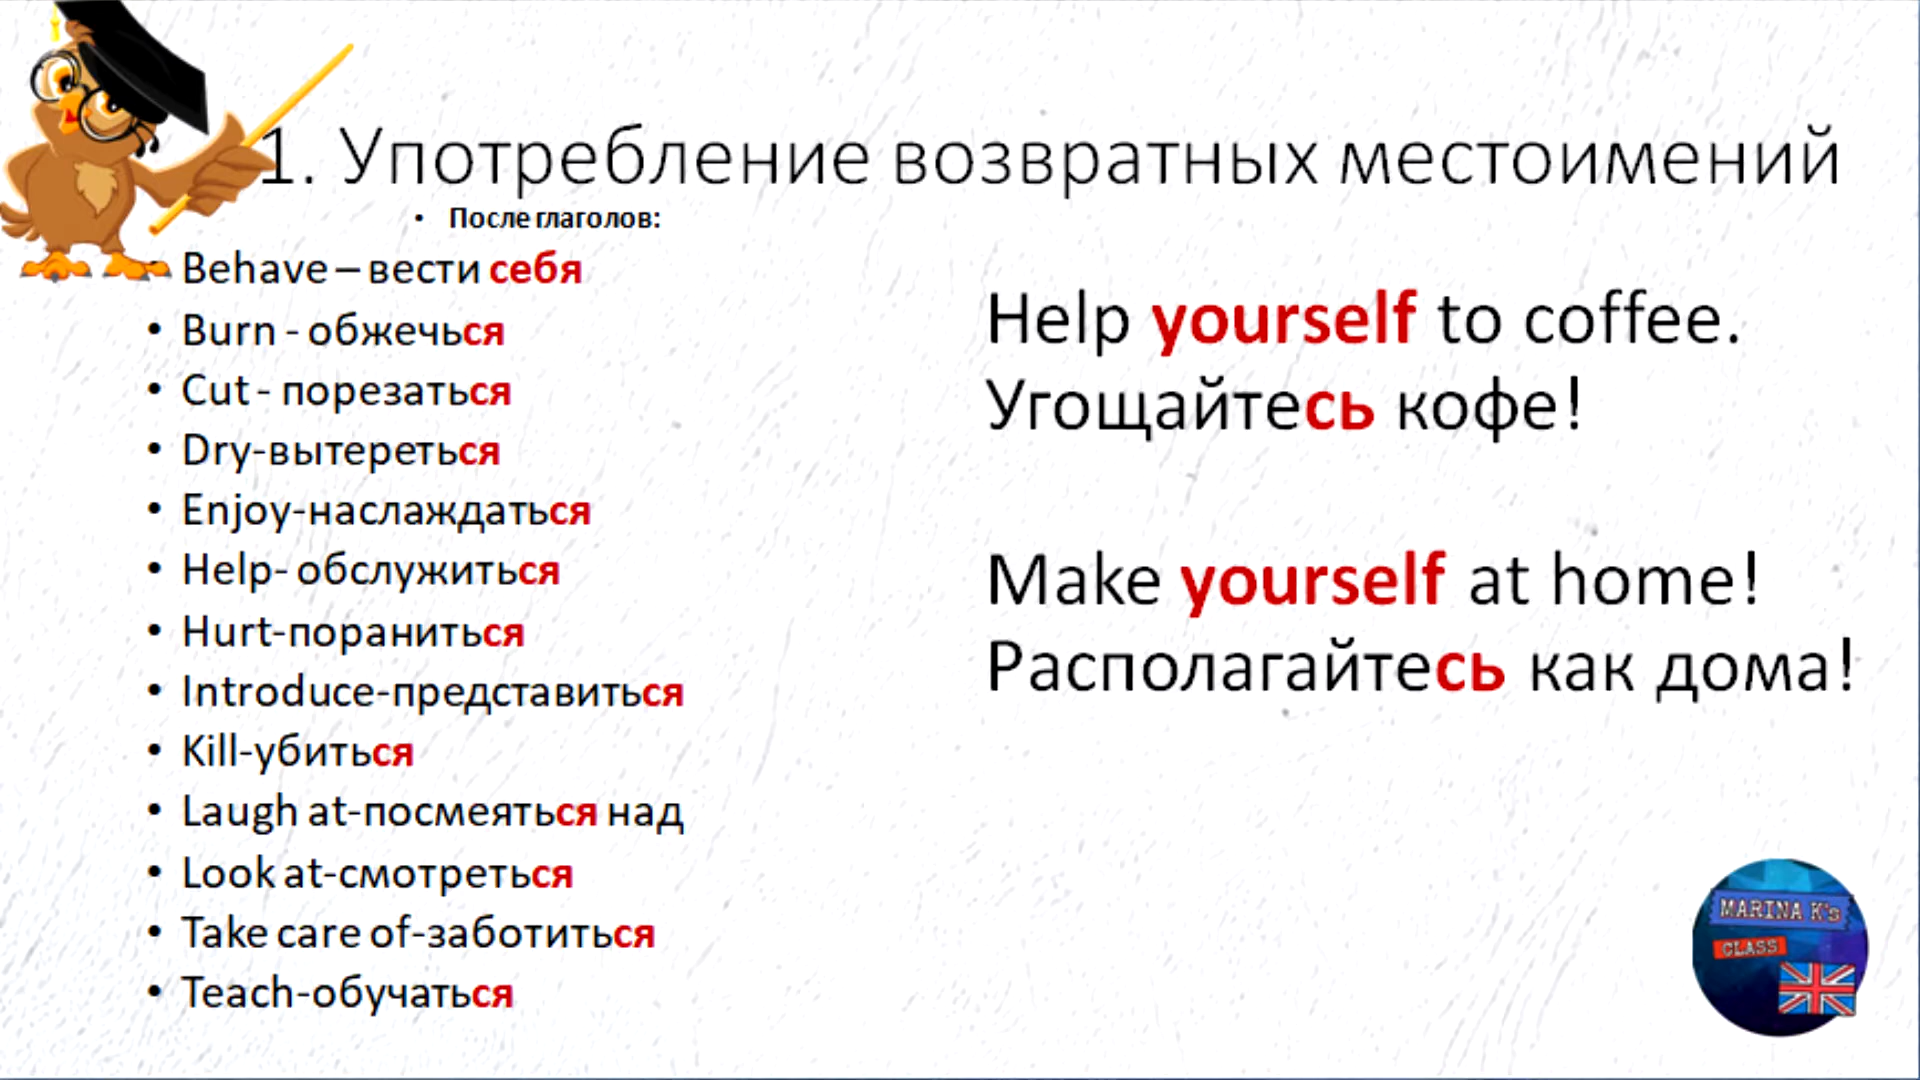 1. Употребление возвратных местоимений
• После глаголов:
• Behave – вести себя
• Burn - обжечься
• Cut - порезаться
• Dry-вытереться
• Enjoy-наслаждаться
• Help- обслужиться
• Hurt-пораниться
• Introduce-представиться
• Kill-убиться
• Laugh at-посмеяться над
• Look at-смотреться
• Take care of-заботиться
• Teach-обучаться
Help yourself to coffee.
Угощайтесь кофе!
Make yourself at home!
Располагайтесь как дома!
MARINA K's
CLASS